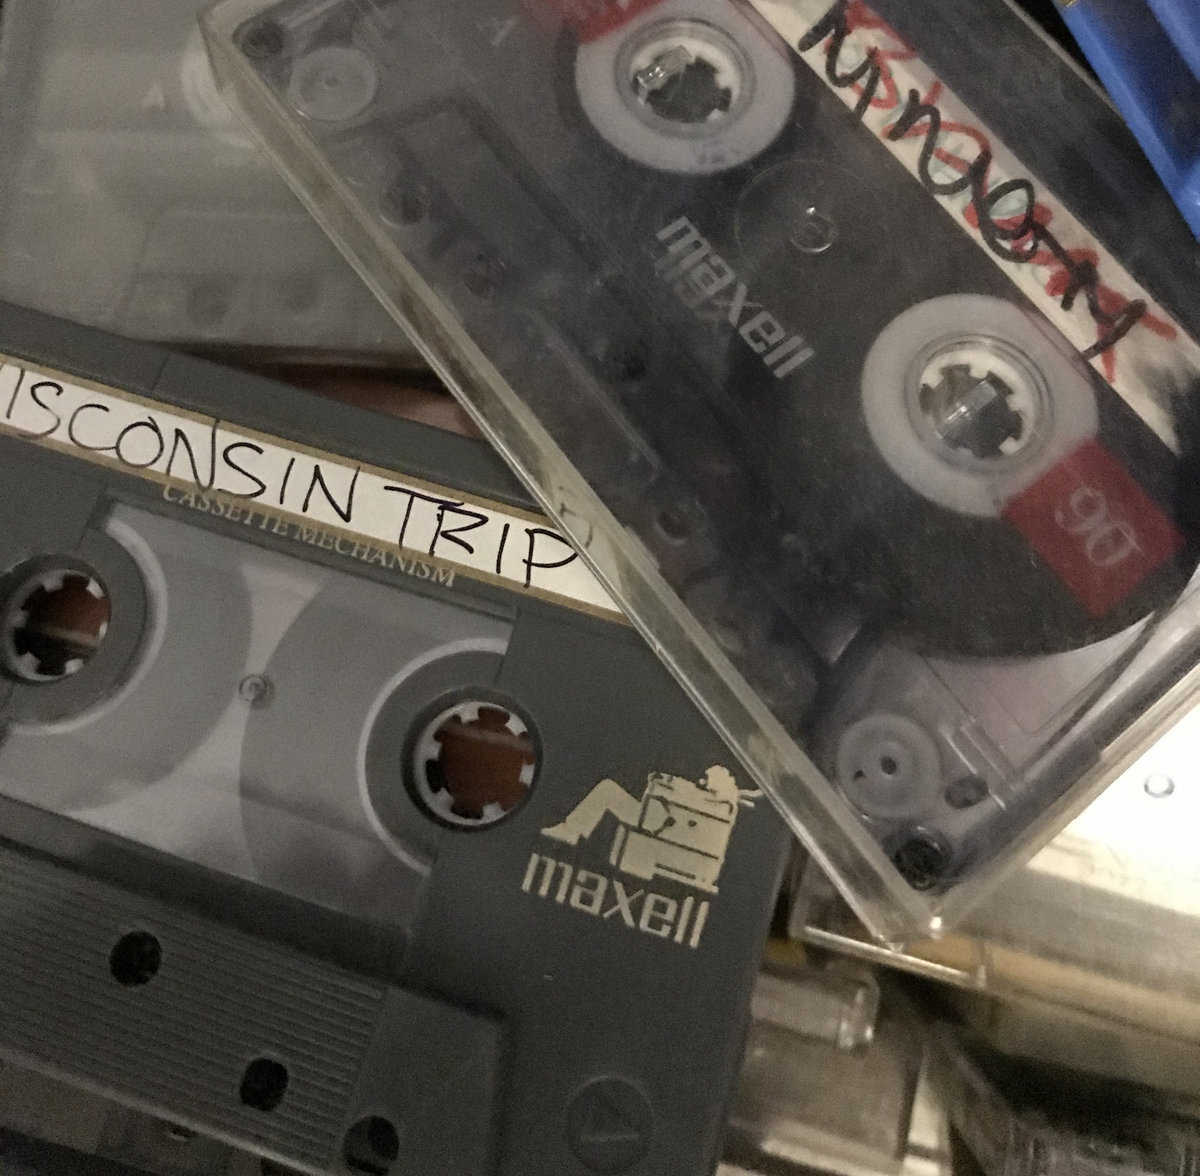 A
maxell
90
ISCONSIN TRIP
CASSETTE MECHANISM
maxell